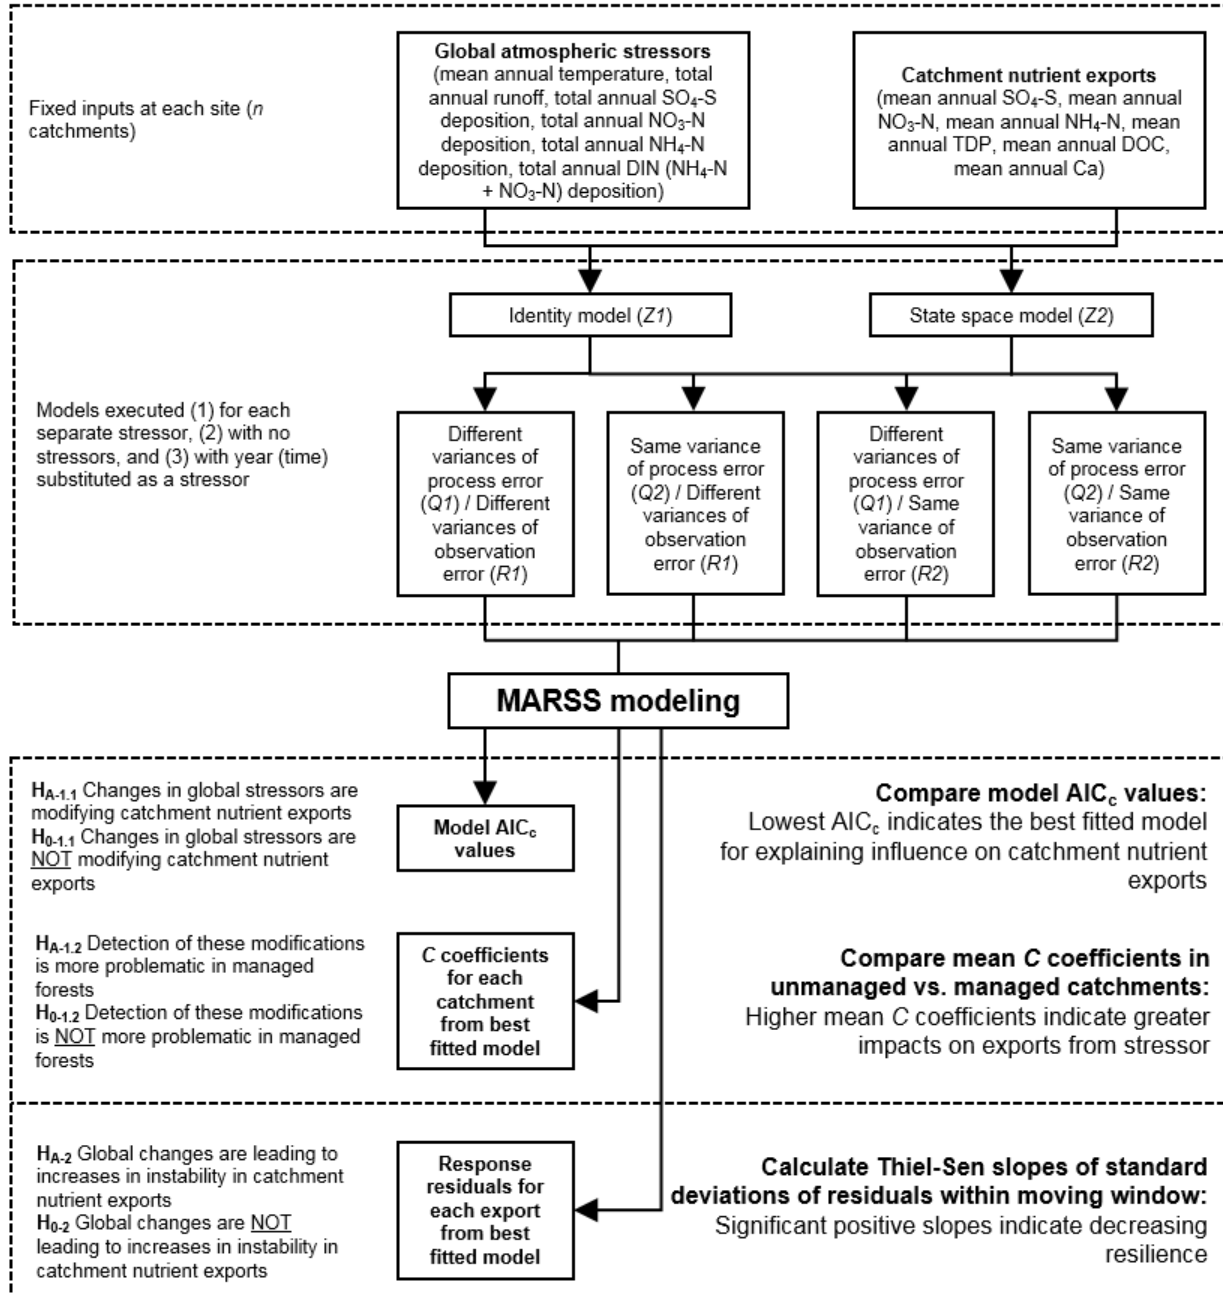 Fixed inputs at each site (n
catchments)
Global atmospheric stressors
(mean annual temperature, total
annual runoff, total annual SO₄-S
deposition, total annual NO₃-N
deposition, total annual NH₄-N
deposition, total annual DIN (NH₄-N
+ NO₃-N) deposition)
Catchment nutrient exports
(mean annual SO₄-S, mean annual
NO₃-N, mean annual NH₄-N, mean
annual TDP, mean annual DOC,
mean annual Ca)
Identity model (Z1)
State space model (Z2)
Models executed (1) for each
separate stressor, (2) with no
stressors, and (3) with year (time)
substituted as a stressor
Different
variances of
process error
(Q1) / Different
variances of
observation
error (R1)
Same variance
of process error
(Q2) / Different
variances of
observation
error (R1)
Different
variances of
process error
(Q1) / Same
variance of
observation
error (R2)
Same variance
of process error
(Q2) / Same
variance of
observation error
(R2)
MARSS modeling
H_A-1.1 Changes in global stressors are
modifying catchment nutrient exports
H_0-1.1 Changes in global stressors are
NOT modifying catchment nutrient
exports
Model AIC_c
values
Compare model AIC_c values:
Lowest AIC_c indicates the best fitted model
for explaining influence on catchment nutrient
exports
H_A-1.2 Detection of these modifications
is more problematic in managed
forests
H_0-1.2 Detection of these modifications
is NOT more problematic in managed
forests
C coefficients
for each
catchment
from best
fitted model
Compare mean C coefficients in
unmanaged vs. managed catchments:
Higher mean C coefficients indicate greater
impacts on exports from stressor
H_A-2 Global changes are leading to
increases in instability in catchment
nutrient exports
H_0-2 Global changes are NOT
leading to increases in instability in
catchment nutrient exports
Response
residuals for
each export
from best
fitted model
Calculate Thiel-Sen slopes of standard
deviations of residuals within moving window:
Significant positive slopes indicate decreasing
resilience